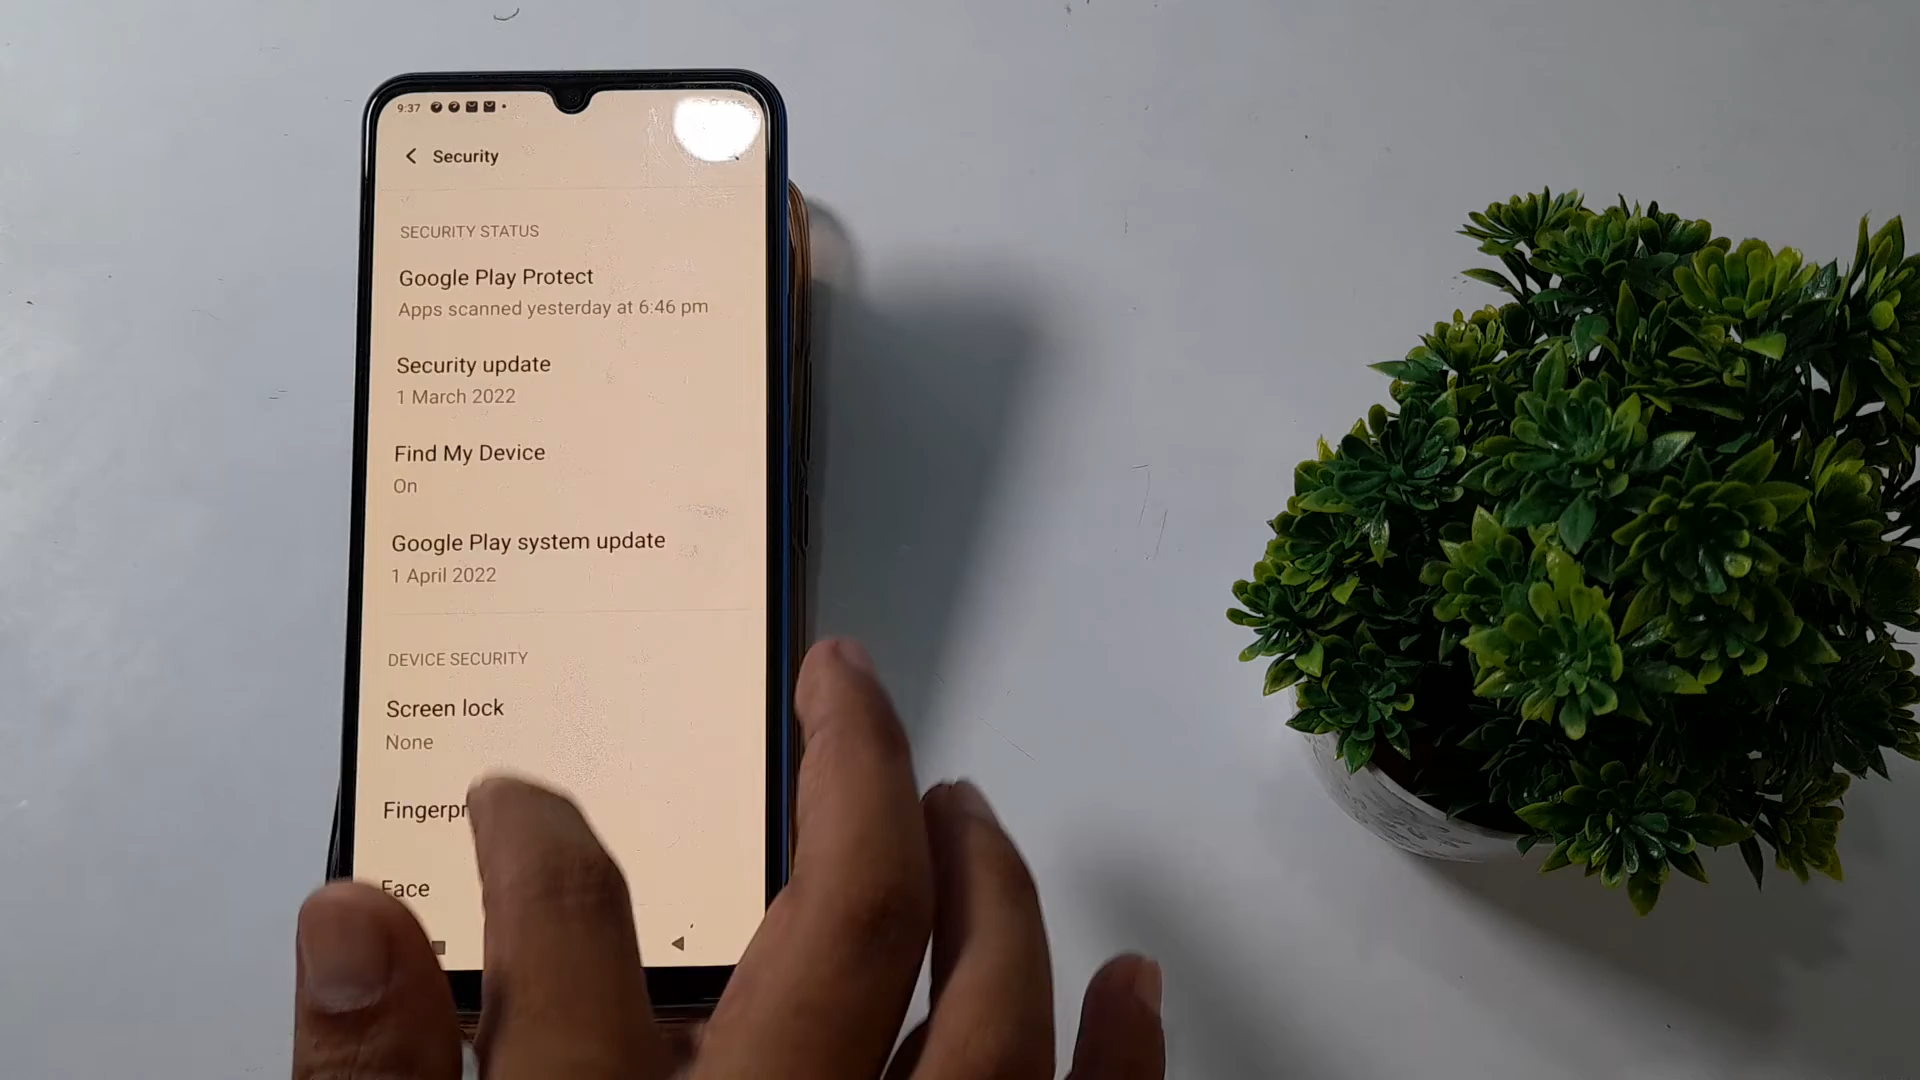 9:37
Security
SECURITY STATUS
Google Play Protect
Apps scanned yesterday at 6:46 pm
Security update
1 March 2022
Find My Device
On
Google Play system update
1 April 2022
DEVICE SECURITY
Screen lock
None
Fingerpr
Face